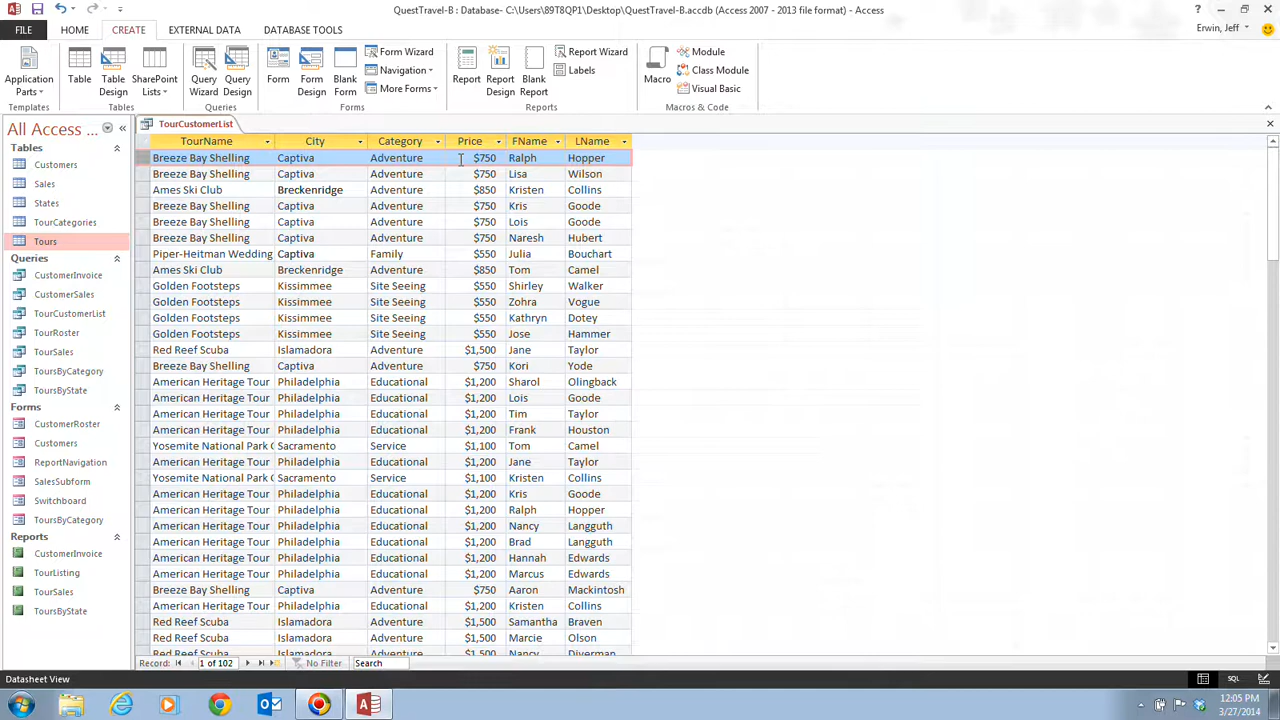 QuestTravel-B : Database- C:\Users\89T8QP1\Desktop\QuestTravel-B.accdb (Access 2007 - 2013 file format) - Access
FILE HOME CREATE EXTERNAL DATA DATABASE TOOLS Erwin, Jeff
Application Parts
Table
Table Design
SharePoint Lists
Query Wizard
Query Design
Form
Form Design
Blank Form
Form Wizard
Navigation
More Forms
Report
Report Design
Blank Report
Report Wizard
Labels
Macro
Module
Class Module
Visual Basic
Templates Tables Queries Forms Reports Macros & Code
All Access ...
Tables
Customers
Sales
States
TourCategories
Tours
Queries
CustomerInvoice
CustomerSales
TourCustomerList
TourRoster
TourSales
ToursByCategory
ToursByState
Forms
CustomerRoster
Customers
ReportNavigation
SalesSubform
Switchboard
ToursByCategory
Reports
CustomerInvoice
TourListing
TourSales
ToursByState
TourCustomerList
TourName City Category Price FName LName
Breeze Bay Shelling Captiva Adventure $750 Ralph Hopper
Breeze Bay Shelling Captiva Adventure $750 Lisa Wilson
Ames Ski Club Breckenridge Adventure $850 Kristen Collins
Breeze Bay Shelling Captiva Adventure $750 Kris Goode
Breeze Bay Shelling Captiva Adventure $750 Lois Goode
Breeze Bay Shelling Captiva Adventure $750 Naresh Hubert
Piper-Heitman Wedding Captiva Family $550 Julia Bouchart
Ames Ski Club Breckenridge Adventure $850 Tom Camel
Golden Footsteps Kissimmee Site Seeing $550 Shirley Walker
Golden Footsteps Kissimmee Site Seeing $550 Zohra Vogue
Golden Footsteps Kissimmee Site Seeing $550 Kathryn Dotey
Golden Footsteps Kissimmee Site Seeing $550 Jose Hammer
Red Reef Scuba Islamadora Adventure $1,500 Jane Taylor
Breeze Bay Shelling Captiva Adventure $750 Kori Yode
American Heritage Tour Philadelphia Educational $1,200 Sharol Olingback
American Heritage Tour Philadelphia Educational $1,200 Lois Goode
American Heritage Tour Philadelphia Educational $1,200 Tim Taylor
American Heritage Tour Philadelphia Educational $1,200 Frank Houston
Yosemite National Park C Sacramento Service $1,100 Tom Camel
American Heritage Tour Philadelphia Educational $1,200 Jane Taylor
Yosemite National Park C Sacramento Service $1,100 Kristen Collins
American Heritage Tour Philadelphia Educational $1,200 Kris Goode
American Heritage Tour Philadelphia Educational $1,200 Ralph Hopper
American Heritage Tour Philadelphia Educational $1,200 Nancy Langguth
American Heritage Tour Philadelphia Educational $1,200 Brad Langguth
American Heritage Tour Philadelphia Educational $1,200 Hannah Edwards
American Heritage Tour Philadelphia Educational $1,200 Marcus Edwards
Breeze Bay Shelling Captiva Adventure $750 Aaron Mackintosh
American Heritage Tour Philadelphia Educational $1,200 Kristen Collins
Red Reef Scuba Islamadora Adventure $1,500 Samantha Braven
Red Reef Scuba Islamadora Adventure $1,500 Marcie Olson
Red Reef Scuba Islamadora Adventure $1,500 Nancy Diverman
Record: 1 of 102 No Filter Search
Datasheet View SQL
12:05 PM
3/27/2014